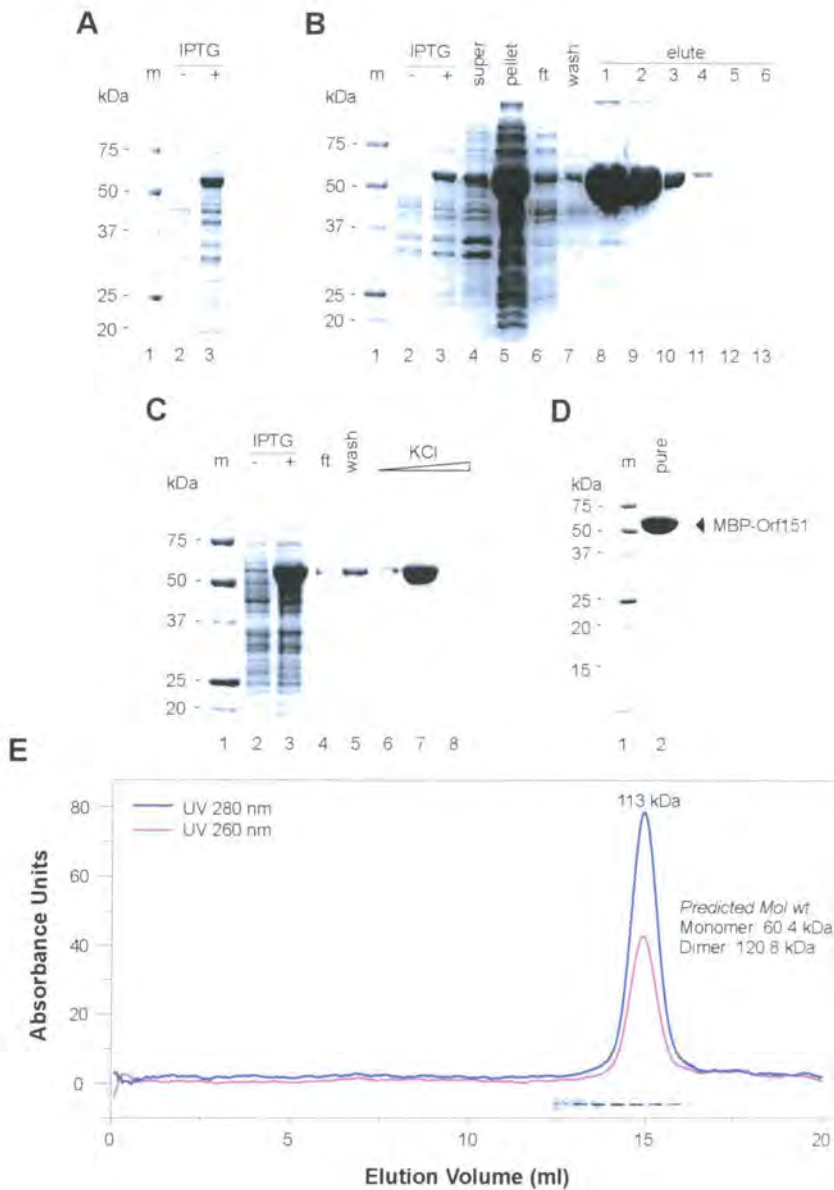 A
IPTG
m - +
kDa
75 -
50 -
37 -
25 -
20 -
1 2 3
B
IPTG super pellet ft wash elute
m - + 1 2 3 4 5 6
kDa
75 -
50 -
37 -
25 -
20 -
1 2 3 4 5 6 7 8 9 10 11 12 13
C
IPTG KCl
m - + ft wash
kDa
75 -
50 -
37 -
25 -
20 -
1 2 3 4 5 6 7 8
D
m pure
kDa
75 -
50 -
37 -
25 -
20 -
15 -
MBP-Orf151
1 2
E
UV 280 nm
UV 260 nm
113 kDa
Predicted Mol wt.
Monomer 60.4 kDa
Dimer 120.8 kDa
Absorbance Units
80
60
40
20
0
0 5 10 15 20
Elution Volume (ml)